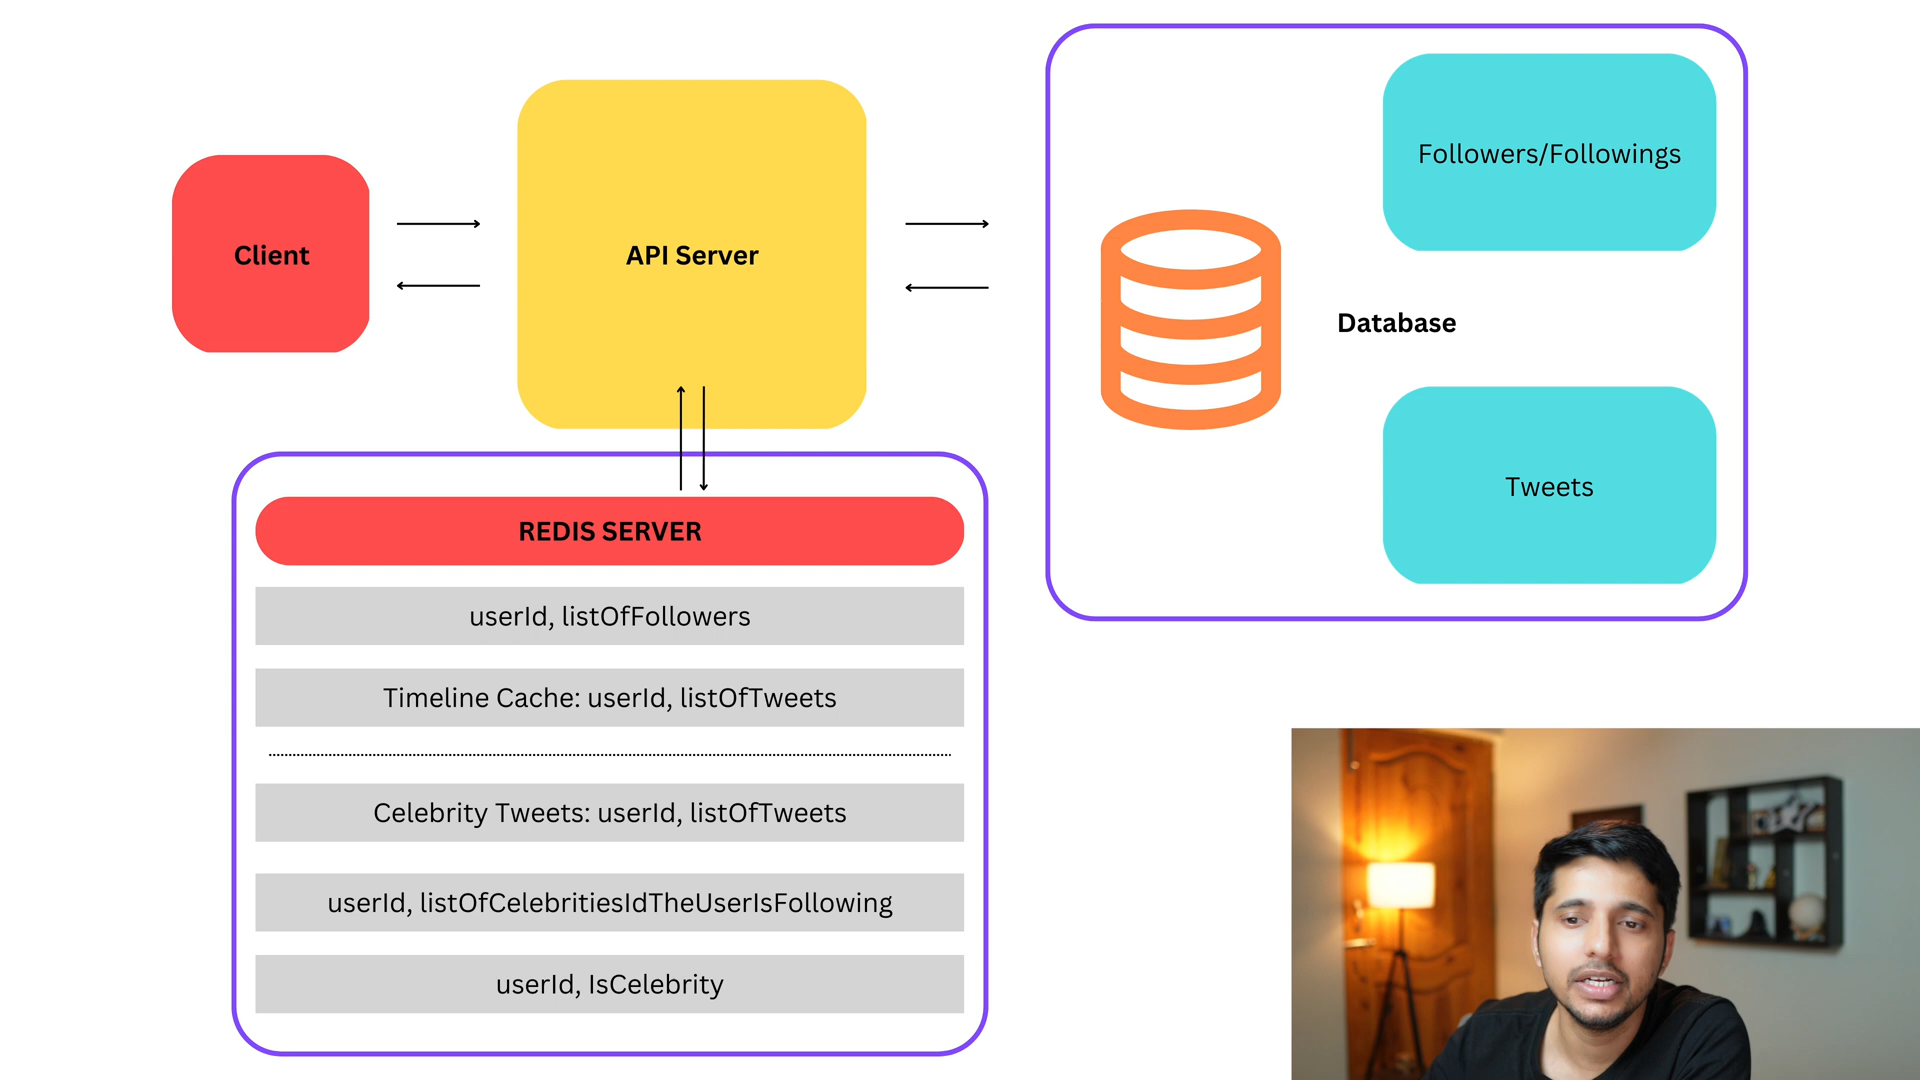 Client
API Server
Followers/Followings
Database
Tweets
REDIS SERVER
userId, listOfFollowers
Timeline Cache: userId, listOfTweets
Celebrity Tweets: userId, listOfTweets
userId, listOfCelebritiesIdTheUserIsFollowing
userId, IsCelebrity